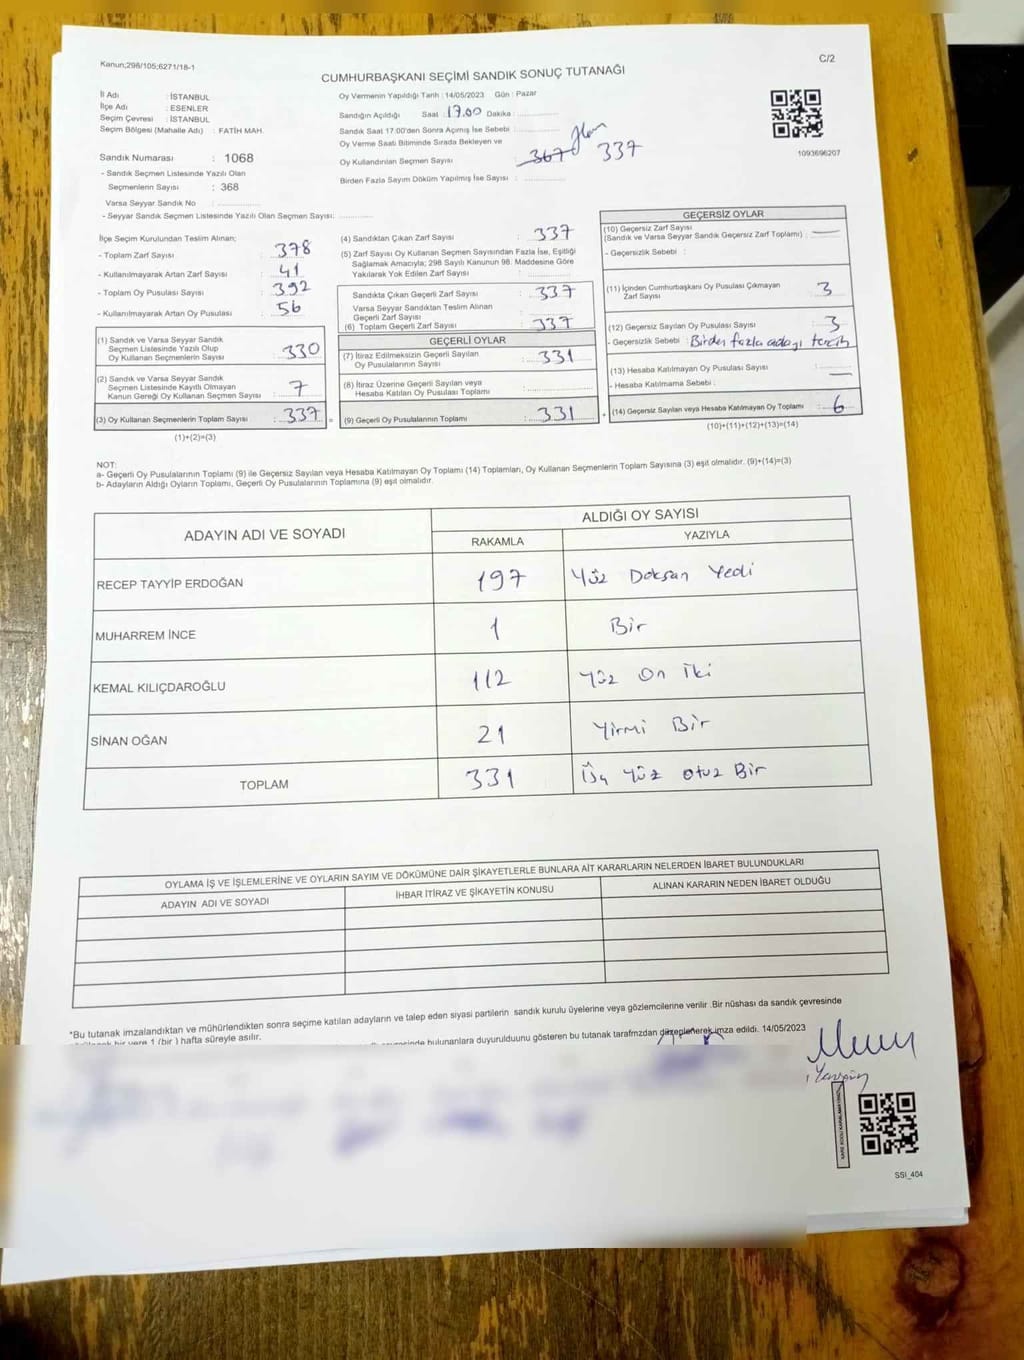 Kanun;298/105;6271/18-1
C/2
CUMHURBAŞKANI SEÇİMİ SANDIK SONUÇ TUTANAĞI
İl Adı : İSTANBUL
İlçe Adı : ESENLER
Seçim Çevresi : İSTANBUL
Seçim Bölgesi (Mahalle Adı) : FATİH MAH.
Sandık Numarası : 1068
- Sandık Seçmen Listesinde Yazılı Olan
Seçmenlerin Sayısı : 368
Varsa Seyyar Sandık No :
- Seyyar Sandık Seçmen Listesinde Yazılı Olan Seçmen Sayısı:
Oy Vermenin Yapıldığı Tarih : 14/05/2023 Gün : Pazar
Sandığın Açıldığı Saat : 17.00 Dakika :
Sandık Saat 17.00'den Sonra Açımış İse Sebebi :
Oy Verme Saati Bitiminde Sırada Bekleyen ve
Oy Kullandırılan Seçmen Sayısı : 367 337
Birden Fazla Sayım Döküm Yapılmış İse Sayısı :
1093696207
İlçe Seçim Kurulundan Teslim Alınan;
- Toplam Zarf Sayısı : 378
- Kullanılmayarak Artan Zarf Sayısı : 41
- Toplam Oy Pusulası Sayısı : 392
- Kullanılmayarak Artan Oy Pusulası : 56
(1) Sandık ve Varsa Seyyar Sandık
Seçmen Listesinde Yazılı Olup
Oy Kullanan Seçmenlerin Sayısı : 330
(2) Sandık ve Varsa Seyyar Sandık
Seçmen Listesinde Kayıtlı Olmayan
Kanun Gereği Oy Kullanan Seçmen Sayısı : 7
(3) Oy Kullanan Seçmenlerin Toplam Sayısı : 337 =
(1)+(2)=(3)
(4) Sandıktan Çıkan Zarf Sayısı : 337
(5) Zarf Sayısı Oy Kullanan Seçmen Sayısından Fazla İse, Eşitliği
Sağlamak Amacıyla; 298 Sayılı Kanunun 98. Maddesine Göre
Yakılarak Yok Edilen Zarf Sayısı :
Sandıkta Çıkan Geçerli Zarf Sayısı : 337
Varsa Seyyar Sandıktan Teslim Alınan
Geçerli Zarf Sayısı :
(6) Toplam Geçerli Zarf Sayısı : 337
GEÇERLİ OYLAR
(7) İtiraz Edilmeksizin Geçerli Sayılan
Oy Pusulalarının Sayısı : 331
(8) İtiraz Üzerine Geçerli Sayılan veya
Hesaba Katılan Oy Pusulası Toplamı :
(9) Geçerli Oy Pusulalarının Toplamı : 331 +
GEÇERSİZ OYLAR
(10) Geçersiz Zarf Sayısı
(Sandık ve Varsa Seyyar Sandık Geçersiz Zarf Toplamı) :
- Geçersizlik Sebebi :
(11) İçinden Cumhurbaşkanı Oy Pusulası Çıkmayan
Zarf Sayısı : 3
(12) Geçersiz Sayılan Oy Pusulası Sayısı : 3
- Geçersizlik Sebebi : Birden fazla adayı tercih
(13) Hesaba Katılmayan Oy Pusulası Sayısı :
- Hesaba Katılmama Sebebi :
(14) Geçersiz Sayılan veya Hesaba Katılmayan Oy Toplamı : 6
(10)+(11)+(12)+(13)=(14)
NOT:
a- Geçerli Oy Pusulalarının Toplamı (9) ile Geçersiz Sayılan veya Hesaba Katılmayan Oy Toplamı (14) Toplamları, Oy Kullanan Seçmenlerin Toplam Sayısına (3) eşit olmalıdır. (9)+(14)=(3)
b- Adayların Aldığı Oyların Toplamı, Geçerli Oy Pusulalarının Toplamına (9) eşit olmalıdır.
ADAYIN ADI VE SOYADI
ALDIĞI OY SAYISI
RAKAMLA YAZIYLA
RECEP TAYYİP ERDOĞAN 197 Yüz Doksan Yedi
MUHARREM İNCE 1 Bir
KEMAL KILIÇDAROĞLU 112 Yüz On İki
SİNAN OĞAN 21 Yirmi Bir
TOPLAM 331 Üç Yüz Otuz Bir
OYLAMA İŞ VE İŞLEMLERİNE VE OYLARIN SAYIM VE DÖKÜMÜNE DAİR ŞİKAYETLERLE BUNLARA AİT KARARLARIN NELERDEN İBARET BULUNDUKLARI
ADAYIN ADI VE SOYADI İHBAR İTİRAZ VE ŞİKAYETİN KONUSU ALINAN KARARIN NEDEN İBARET OLDUĞU
*Bu tutanak imzalandıktan ve mühürlendikten sonra seçime katılan adayların ve talep eden siyasi partilerin sandık kurulu üyelerine veya gözlemcilerine verilir .Bir nüshası da sandık çevresinde
bir yere 1 (bir ) hafta süreyle asılır.
bulunanlara duyurulduunu gösteren bu tutanak tarafmzdan düzenlenerek imza edildi. 14/05/2023
SSI_404